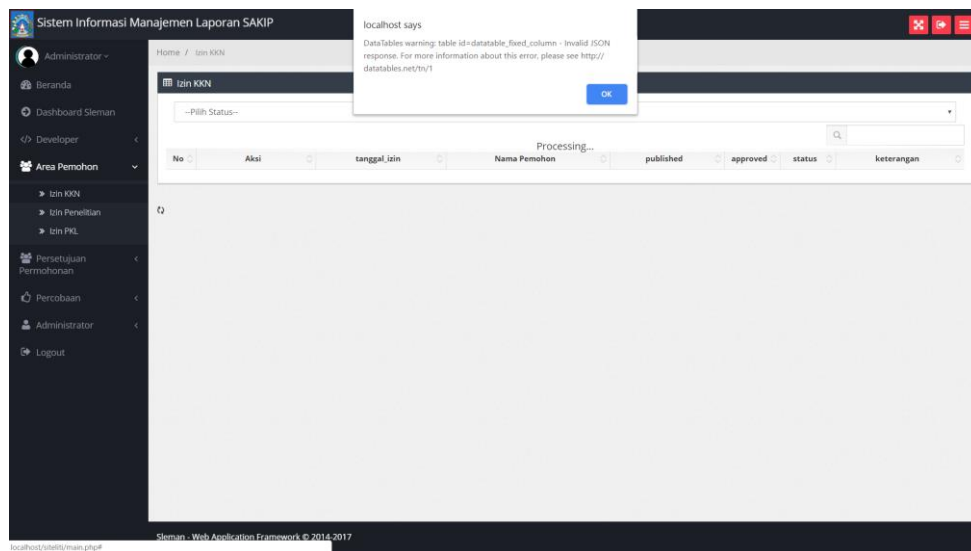 Sistem Informasi Manajemen Laporan SAKIP
localhost says
DataTables warning: table id=datatable_fixed_column - Invalid JSON
response. For more information about this error, please see http://
datatables.net/tn/1
OK
Administrator
Home / Izin KKN
Beranda
Izin KKN
Dashboard Sleman
--Pilih Status--
</> Developer
Processing...
Area Pemohon
No Aksi tanggal_izin Nama Pemohon published approved status keterangan
Izin KKN
Izin Penelitian
Izin PKL
Persetujuan
Permohonan
Percobaan
Administrator
Logout
Sleman - Web Application Framework © 2014-2017
localhost/siteliti/main.php#